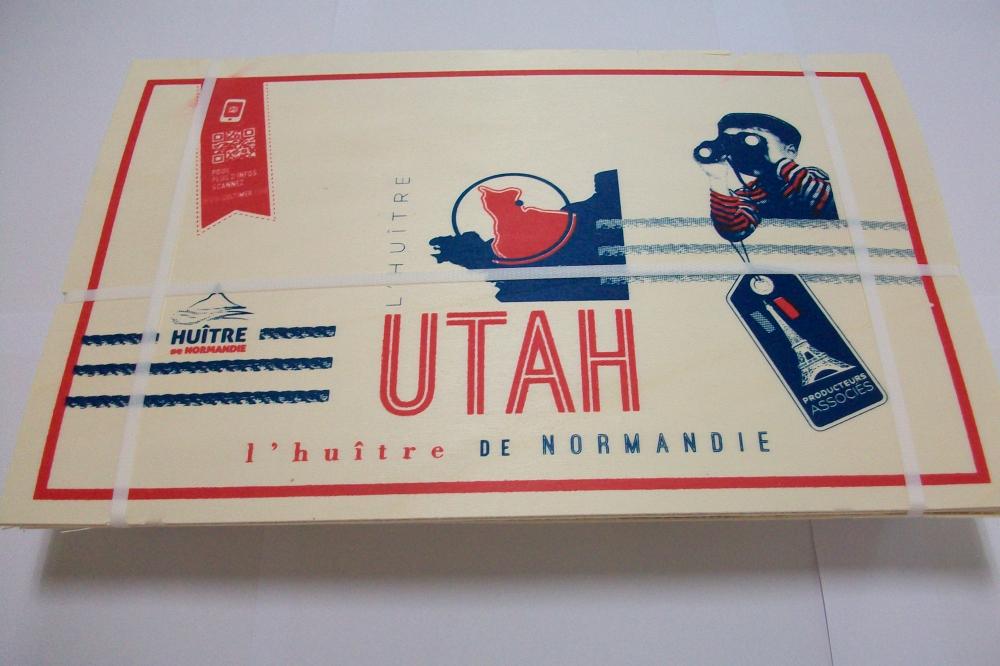 POUR
PLUS D'INFOS
SCANNEZ
L'HUÎTRE
HUÎTRE
DE NORMANDIE
UTAH
PRODUCTEURS
ASSOCIÉS
l'huître DE NORMANDIE